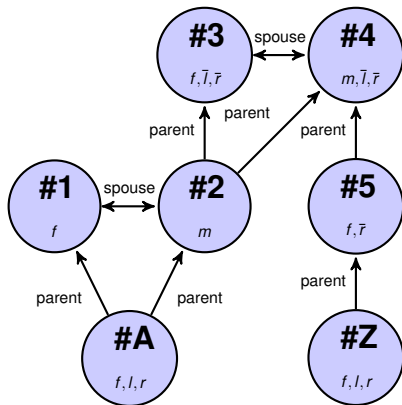 #3
spouse
#4
f, l̄, r̄
m, l̄, r̄
parent
parent
parent
#1
spouse
#2
#5
f
m
f, r̄
parent
parent
parent
#A
#Z
f, l, r
f, l, r